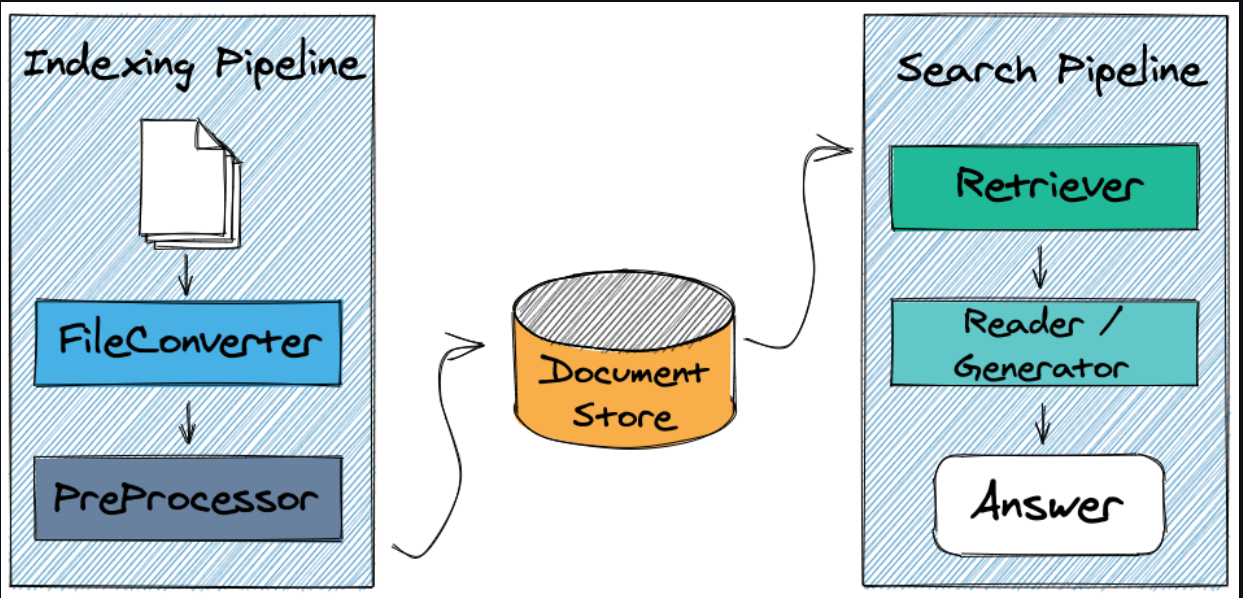 Indexing Pipeline
FileConverter
PreProcessor
Document
Store
Search Pipeline
Retriever
Reader /
Generator
Answer